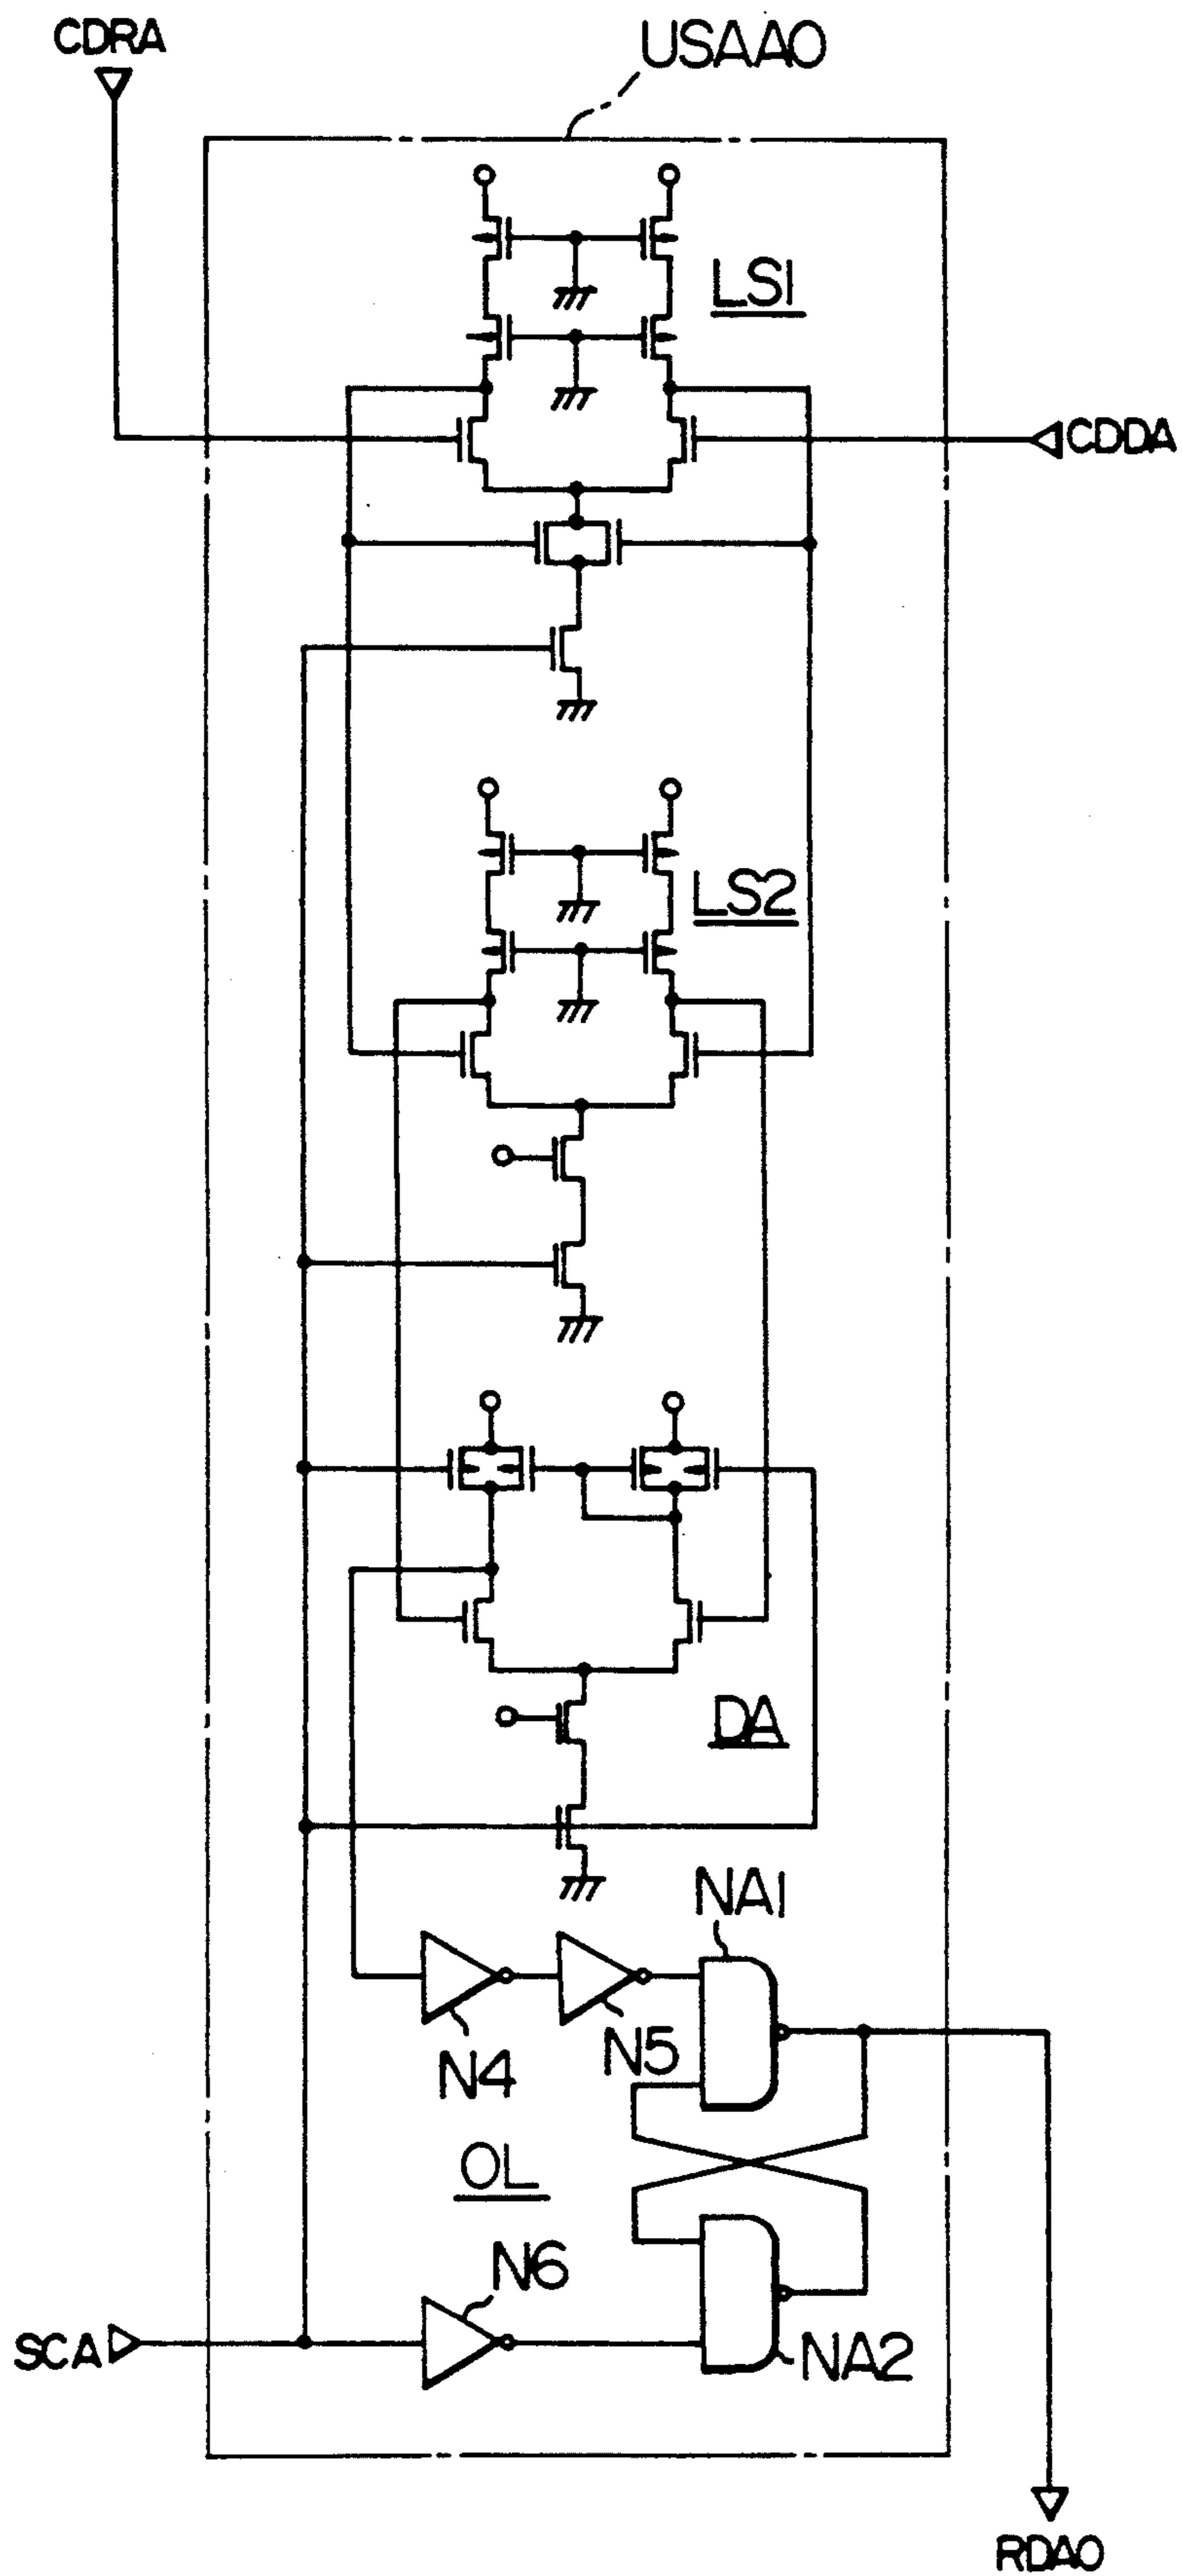 CDRA
USAA0
LS1
CDDA
LS2
DA
NA1
N4
N5
OL
N6
SCA
NA2
RDA0